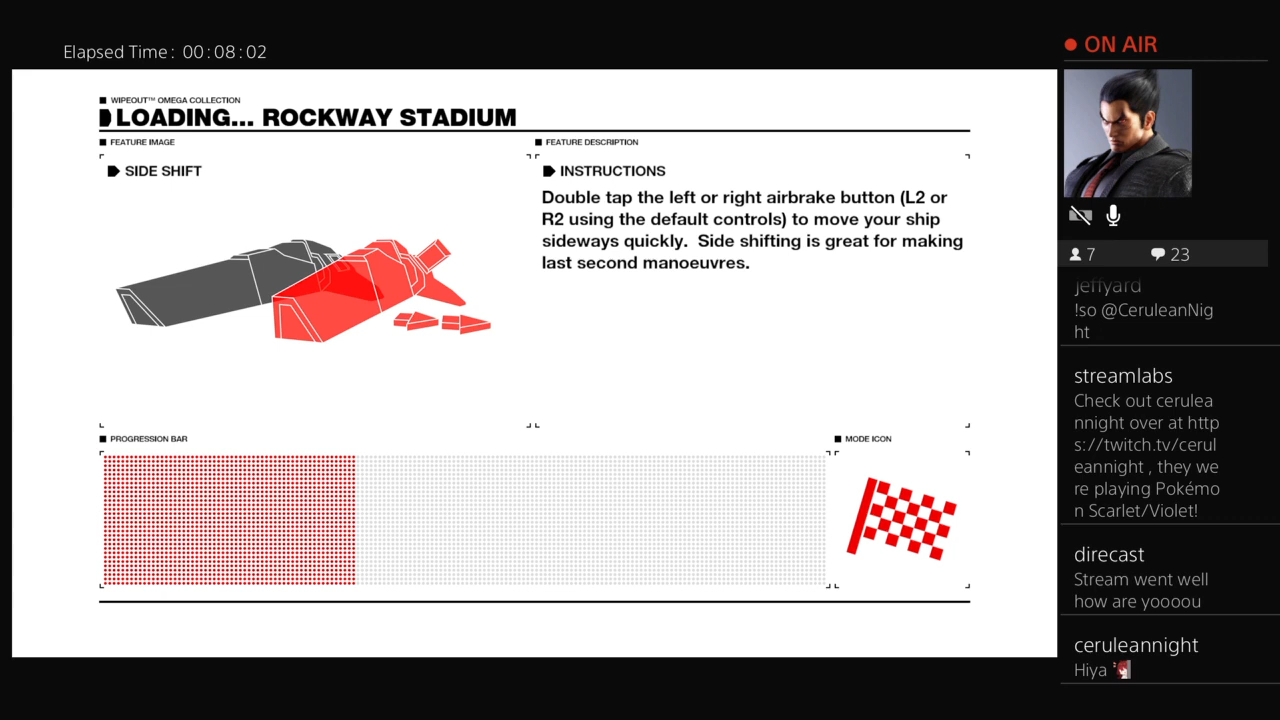 Elapsed Time: 00:08:02
WIPEOUT™ OMEGA COLLECTION
LOADING... ROCKWAY STADIUM
FEATURE IMAGE
SIDE SHIFT
FEATURE DESCRIPTION
INSTRUCTIONS
Double tap the left or right airbrake button (L2 or
R2 using the default controls) to move your ship
sideways quickly.  Side shifting is great for making
last second manoeuvres.
PROGRESSION BAR
MODE ICON
ON AIR
7
23
jeffyard
!so @CeruleanNig
ht
streamlabs
Check out cerulea
nnight over at http
s://twitch.tv/cerul
eannight , they we
re playing Pokémo
n Scarlet/Violet!
direcast
Stream went well
how are yoooou
ceruleannight
Hiya